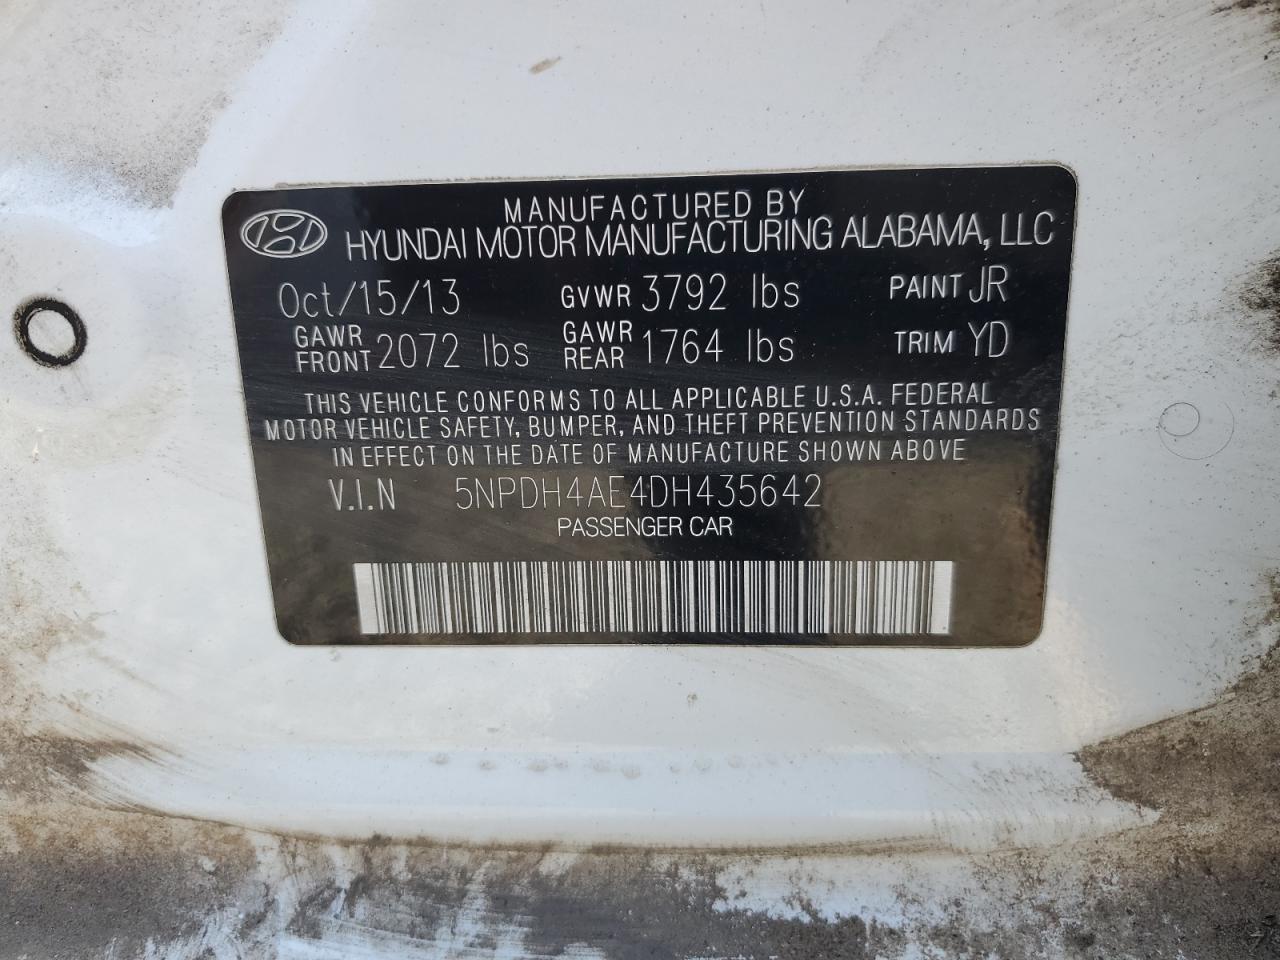 MANUFACTURED BY
HYUNDAI MOTOR MANUFACTURING ALABAMA, LLC
Oct/15/13 GVWR 3792 lbs PAINT JR
GAWR FRONT 2072 lbs GAWR REAR 1764 lbs TRIM YD
THIS VEHICLE CONFORMS TO ALL APPLICABLE U.S.A. FEDERAL
MOTOR VEHICLE SAFETY, BUMPER, AND THEFT PREVENTION STANDARDS
IN EFFECT ON THE DATE OF MANUFACTURE SHOWN ABOVE
V.I.N 5NPDH4AE4DH435642
PASSENGER CAR